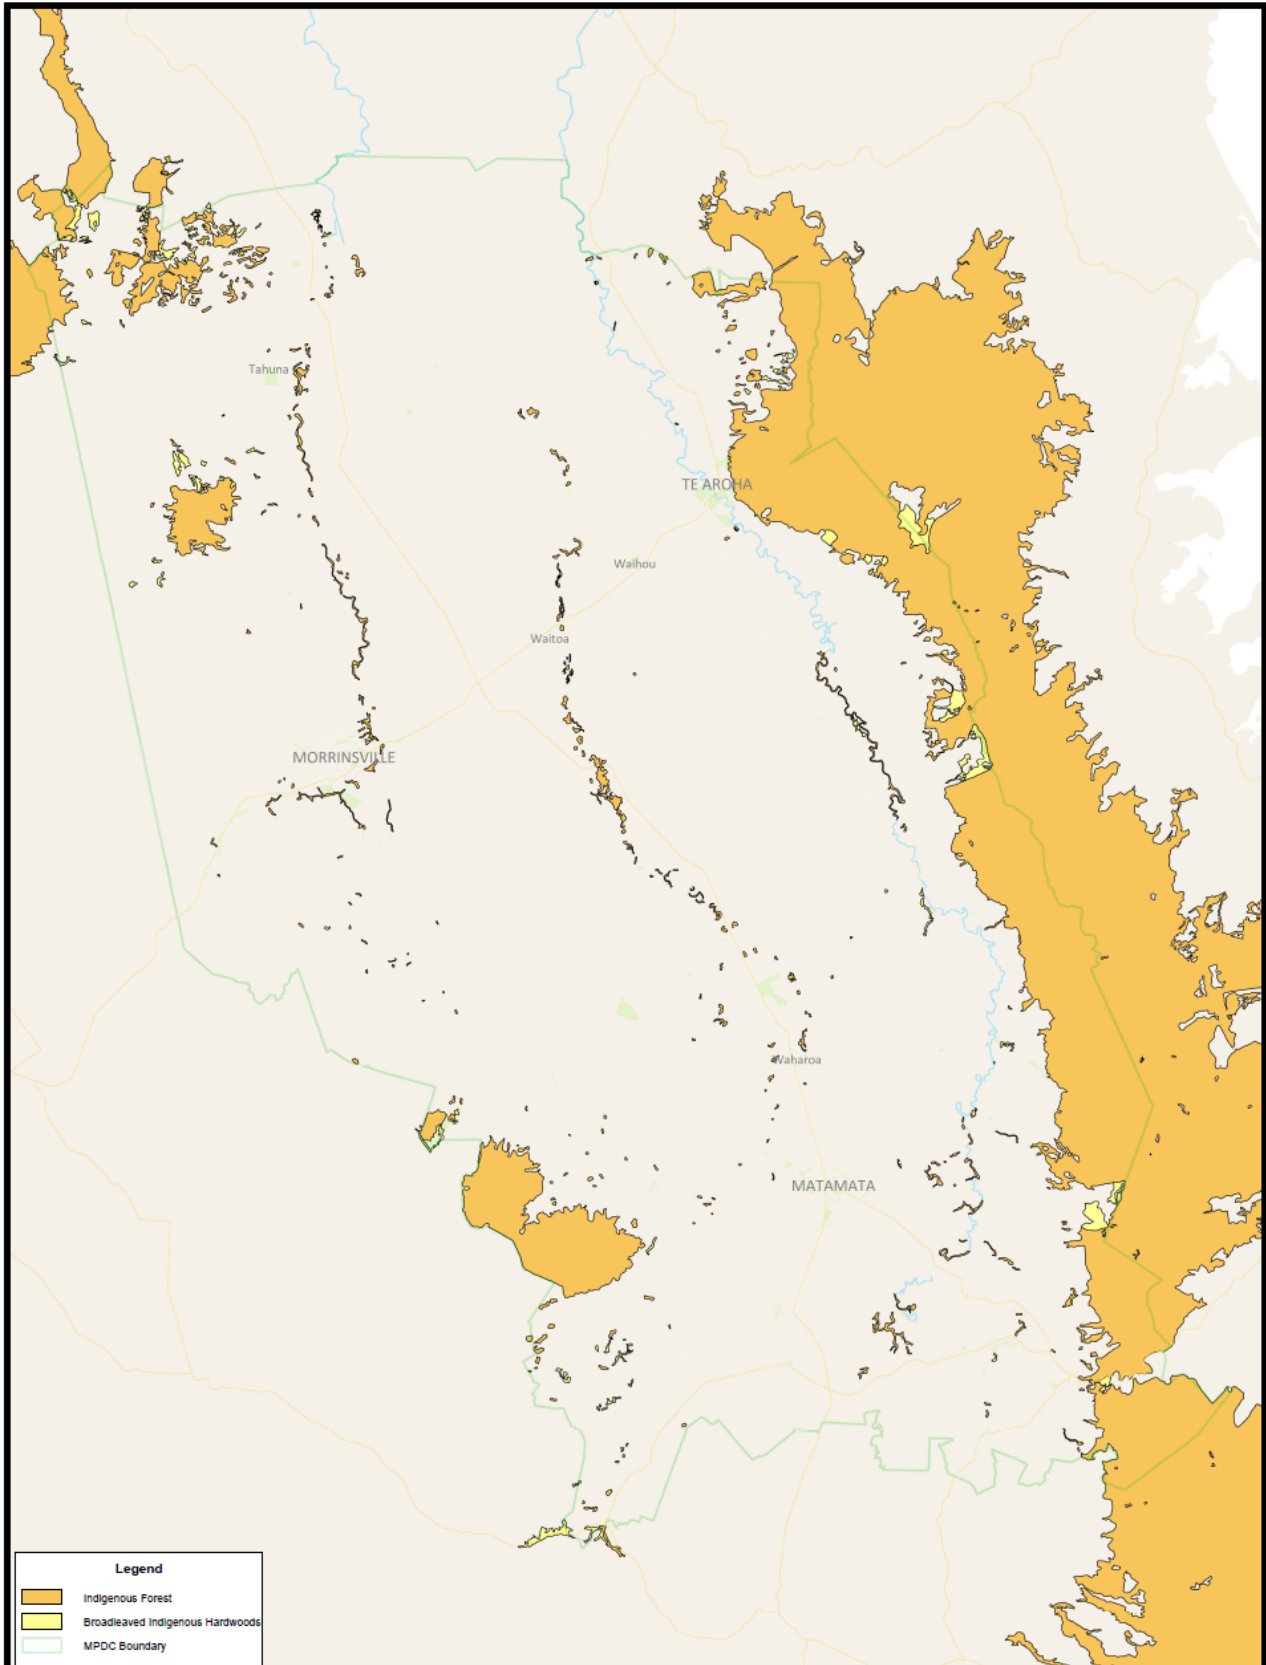 Tahuna
TE AROHA
Waihou
Waitoa
MORRINSVILLE
Waharoa
MATAMATA
Legend
Indigenous Forest
Broadleaved Indigenous Hardwoods
MPDC Boundary